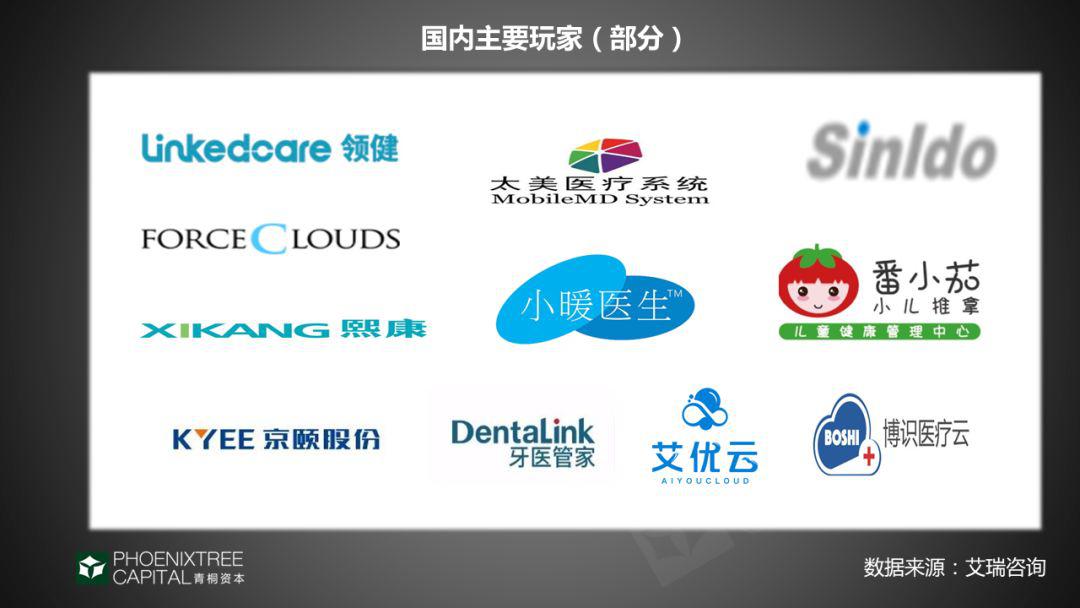 国内主要玩家（部分）
Linkedcare 领健
太美医疗系统
MobileMD System
Sinldo
FORCECLOUDS
小暖医生™
番小茄
小儿推拿
儿童健康管理中心
XIKANG 熙康
KYEE 京颐股份
DentaLink
牙医管家
艾优云
AIYOUCLOUD
BOSHI 博识医疗云
PHOENIXTREE
CAPITAL 青桐资本
数据来源：艾瑞咨询